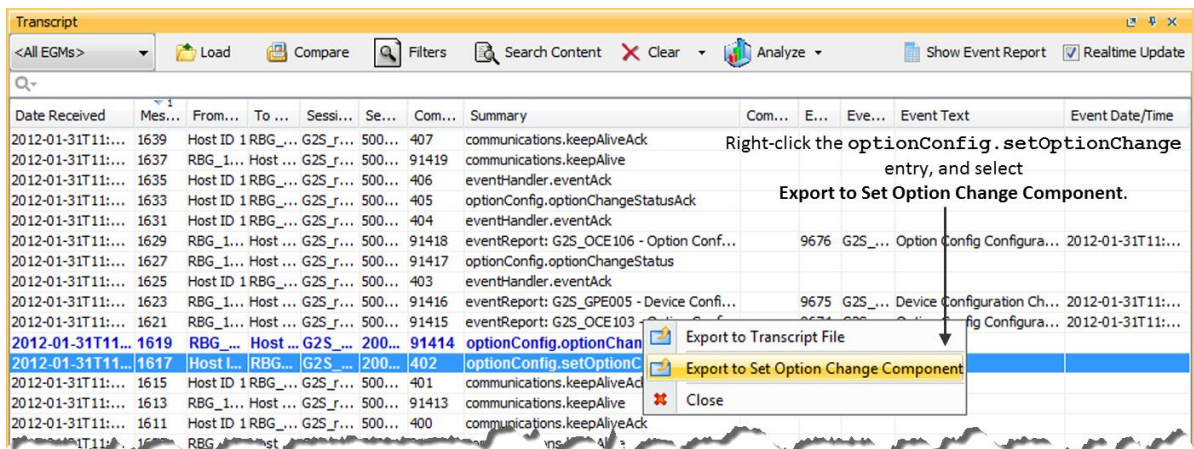 Transcript
<All EGMs> Load Compare Filters Search Content Clear Analyze Show Event Report Realtime Update
Date Received Mes... 1 From... To ... Sessi... Se... Com... Summary Com... E... Eve... Event Text Event Date/Time
2012-01-31T11:... 1639 Host ID 1 RBG_... G2S_r... 500... 407 communications.keepAliveAck
2012-01-31T11:... 1637 RBG_1... Host ... G2S_r... 500... 91419 communications.keepAlive
2012-01-31T11:... 1635 Host ID 1 RBG_... G2S_r... 500... 406 eventHandler.eventAck
2012-01-31T11:... 1633 Host ID 1 RBG_... G2S_r... 500... 405 optionConfig.optionChangeStatusAck
2012-01-31T11:... 1631 Host ID 1 RBG_... G2S_r... 500... 404 eventHandler.eventAck
Right-click the optionConfig.setOptionChange
entry, and select
Export to Set Option Change Component.
2012-01-31T11:... 1629 RBG_1... Host ... G2S_r... 500... 91418 eventReport: G2S_OCE106 - Option Conf... 9676 G2S_... Option Config Configura... 2012-01-31T11:...
2012-01-31T11:... 1627 RBG_1... Host ... G2S_r... 500... 91417 optionConfig.optionChangeStatus
2012-01-31T11:... 1625 Host ID 1 RBG_... G2S_r... 500... 403 eventHandler.eventAck
2012-01-31T11:... 1623 RBG_1... Host ... G2S_r... 500... 91416 eventReport: G2S_GPE005 - Device Confi... 9675 G2S_... Device Configuration Ch... 2012-01-31T11:...
2012-01-31T11:... 1621 RBG_1... Host ... G2S_r... 500... 91415 eventReport: G2S_OCE103 2012-01-31T11:...
2012-01-31T11... 1619 RBG_... Host ... G2S_... 200... 91414 optionConfig.optionChan
2012-01-31T11... 1617 Host I... RBG... G2S_... 200... 402 optionConfig.setOptionC
Export to Transcript File
Export to Set Option Change Component
Close
2012-01-31T11:... 1615 Host ID 1 RBG_... G2S_r... 500... 401 communications.keepAliveAck
2012-01-31T11:... 1613 RBG_1... Host ... G2S_r... 500... 91413 communications.keepAlive
2012-01-31T11:... 1611 Host ID 1 RBG_... G2S_r... 500... 400 communications.keepAliveAck